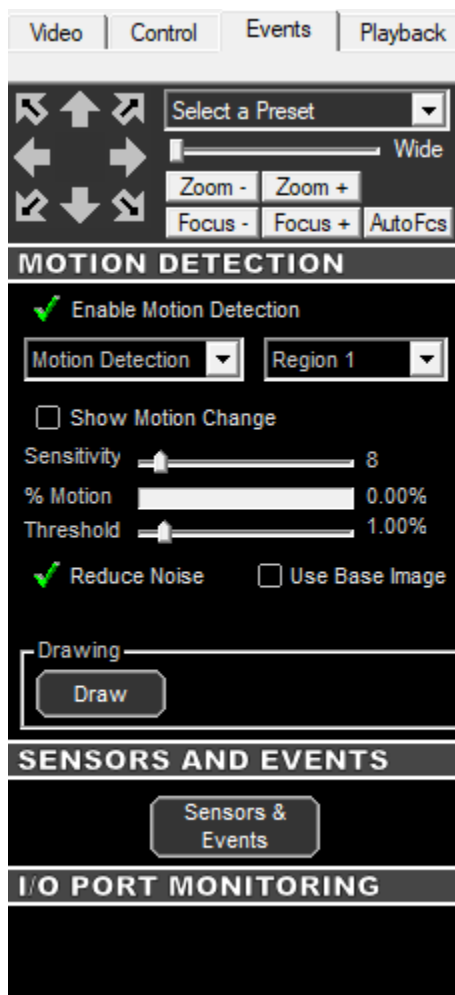 Video Control Events Playback
Select a Preset
Wide
Zoom - Zoom +
Focus - Focus + AutoFcs
MOTION DETECTION
Enable Motion Detection
Motion Detection Region 1
Show Motion Change
Sensitivity 8
% Motion 0.00%
Threshold 1.00%
Reduce Noise Use Base Image
Drawing
Draw
SENSORS AND EVENTS
Sensors &
Events
I/O PORT MONITORING